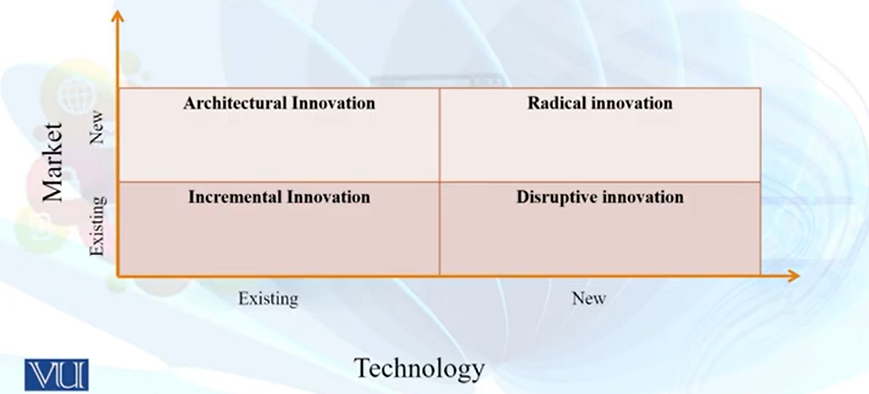 Architectural Innovation
Radical innovation
Incremental Innovation
Disruptive innovation
Market
New
Existing
Existing
New
Technology
VU